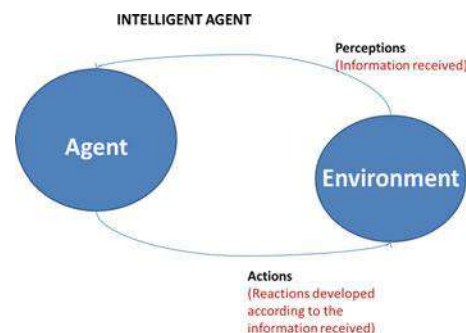 INTELLIGENT AGENT
Perceptions
(Information received)
Agent
Environment
Actions
(Reactions developed
according to the
information received)